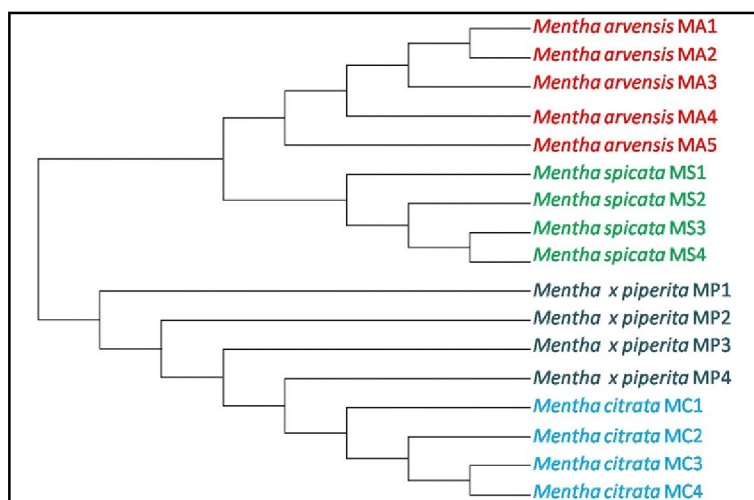 Mentha arvensis MA1
Mentha arvensis MA2
Mentha arvensis MA3
Mentha arvensis MA4
Mentha arvensis MA5
Mentha spicata MS1
Mentha spicata MS2
Mentha spicata MS3
Mentha spicata MS4
Mentha x piperita MP1
Mentha x piperita MP2
Mentha x piperita MP3
Mentha x piperita MP4
Mentha citrata MC1
Mentha citrata MC2
Mentha citrata MC3
Mentha citrata MC4